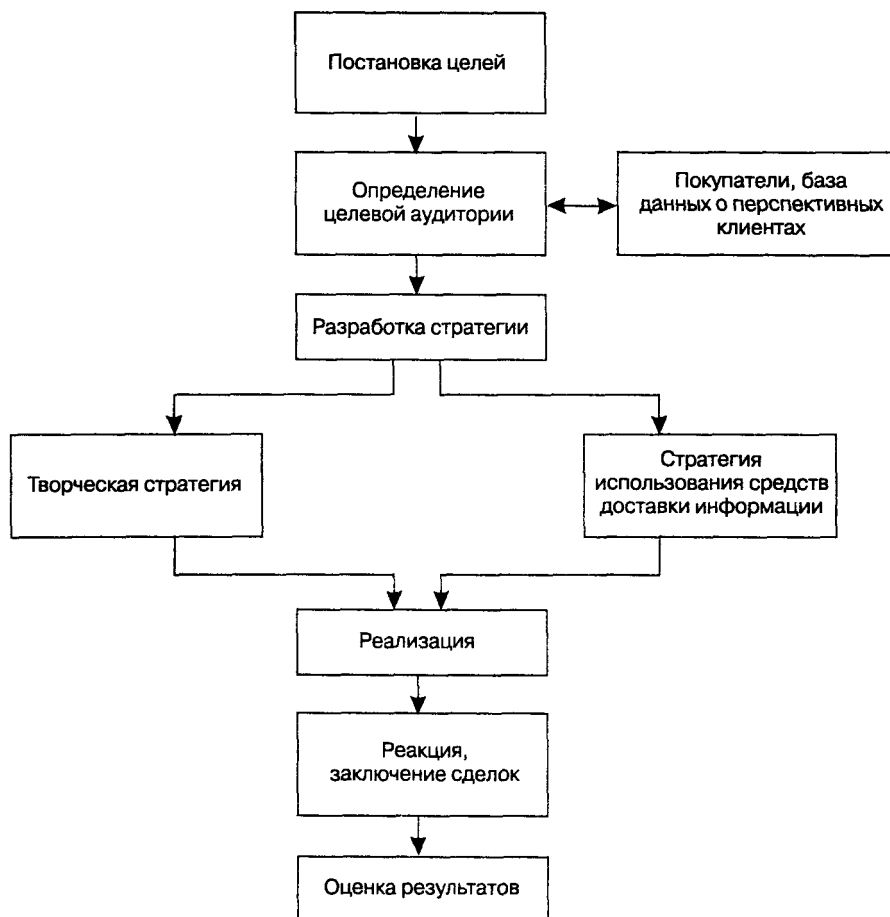 Постановка целей
Определение
целевой аудитории
Покупатели, база
данных о перспективных
клиентах
Разработка стратегии
Творческая стратегия
Стратегия
использования средств
доставки информации
Реализация
Реакция,
заключение сделок
Оценка результатов